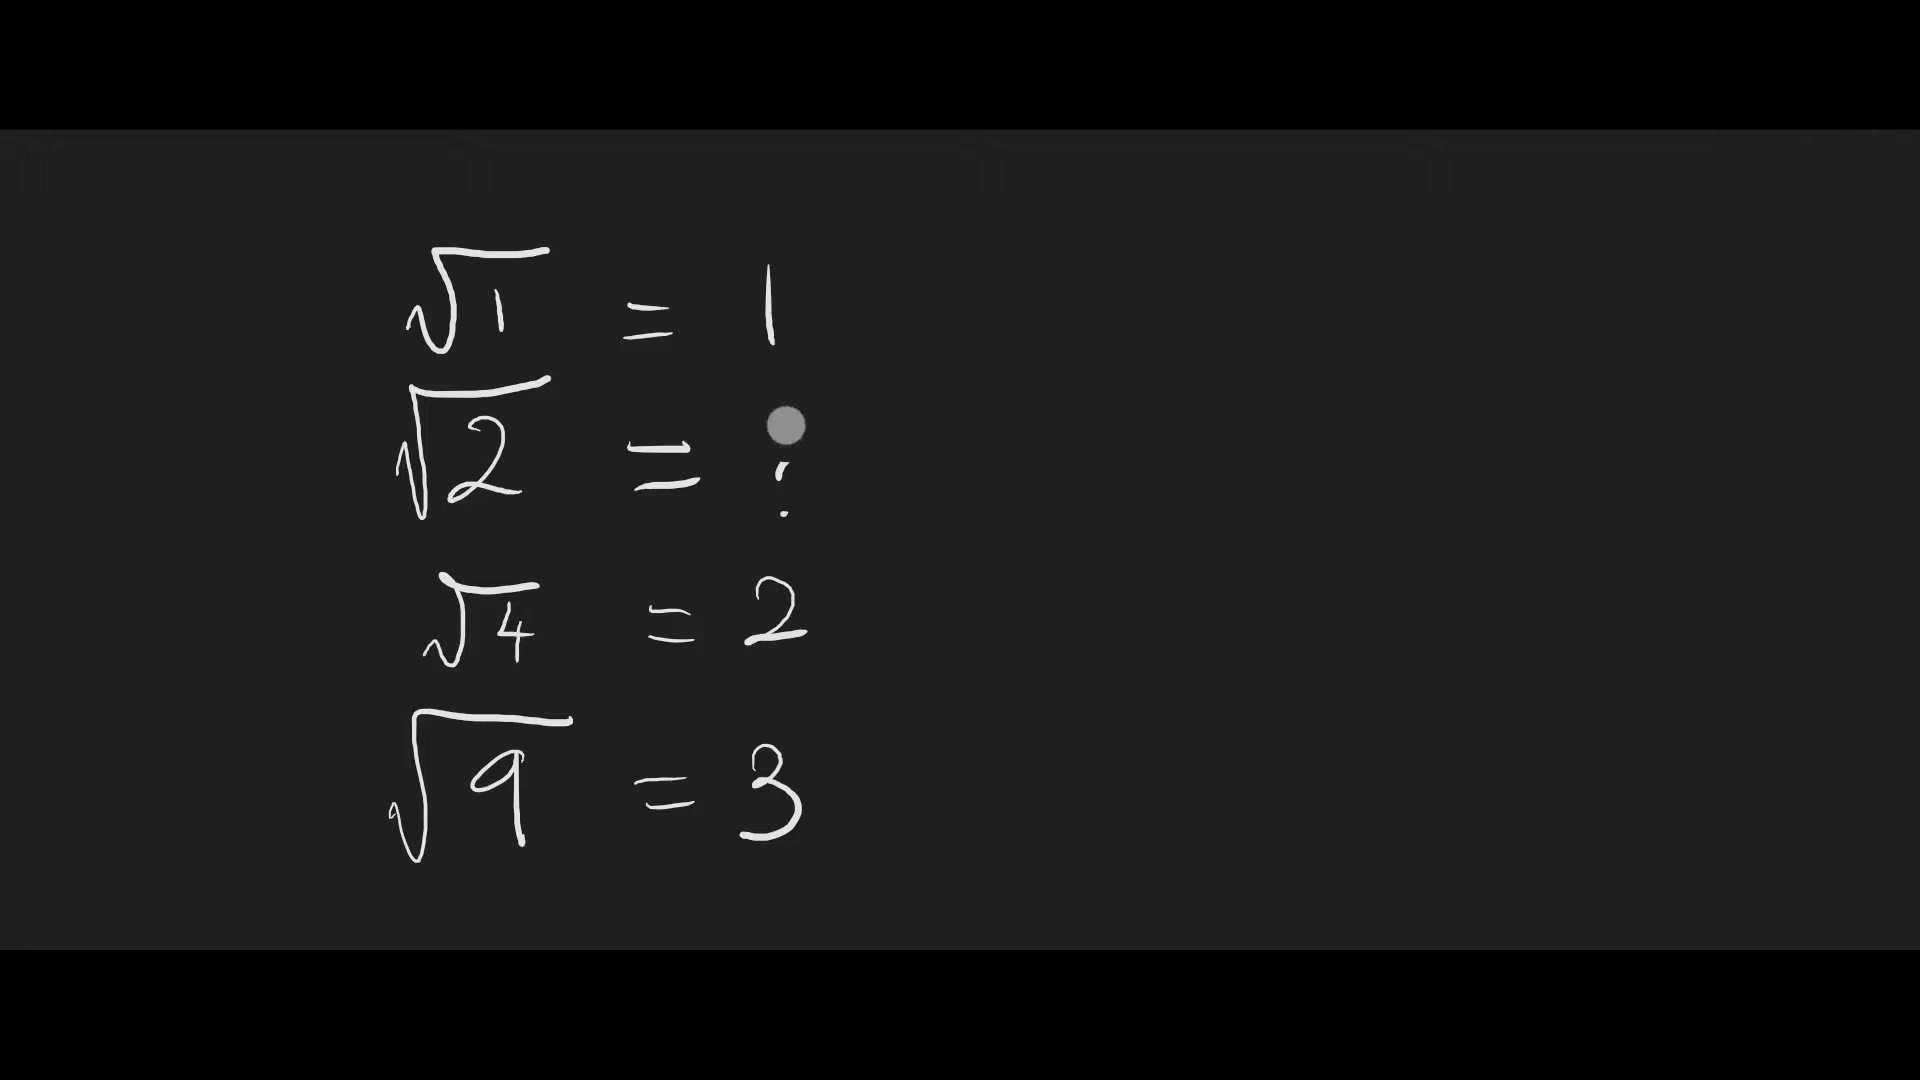 √1 = 1
√2 = ?
√4 = 2
√9 = 3